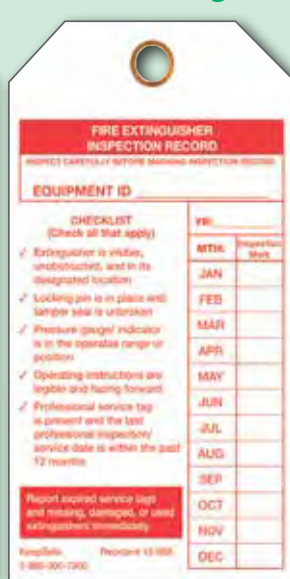 FIRE EXTINGUISHER
INSPECTION RECORD
INSPECT CAREFULLY BEFORE MARKING INSPECTION RECORD
EQUIPMENT ID
CHECKLIST
(Check all that apply)
✓ Extinguisher is visible,
unobstructed, and in its
designated location
✓ Locking pin is in place and
tamper seal is unbroken
✓ Pressure gauge/ indicator
is in the operable range or
position
✓ Operating instructions are
legible and facing forward
✓ Professional service tag
is present and the last
professional inspection/
service date is within the past
12 months
Report expired service tags
and missing, damaged, or used
extinguishers immediately.
Reorder#
YR:
MTH: Inspection
Mark
JAN
FEB
MAR
APR
MAY
JUN
JUL
AUG
SEP
OCT
NOV
DEC